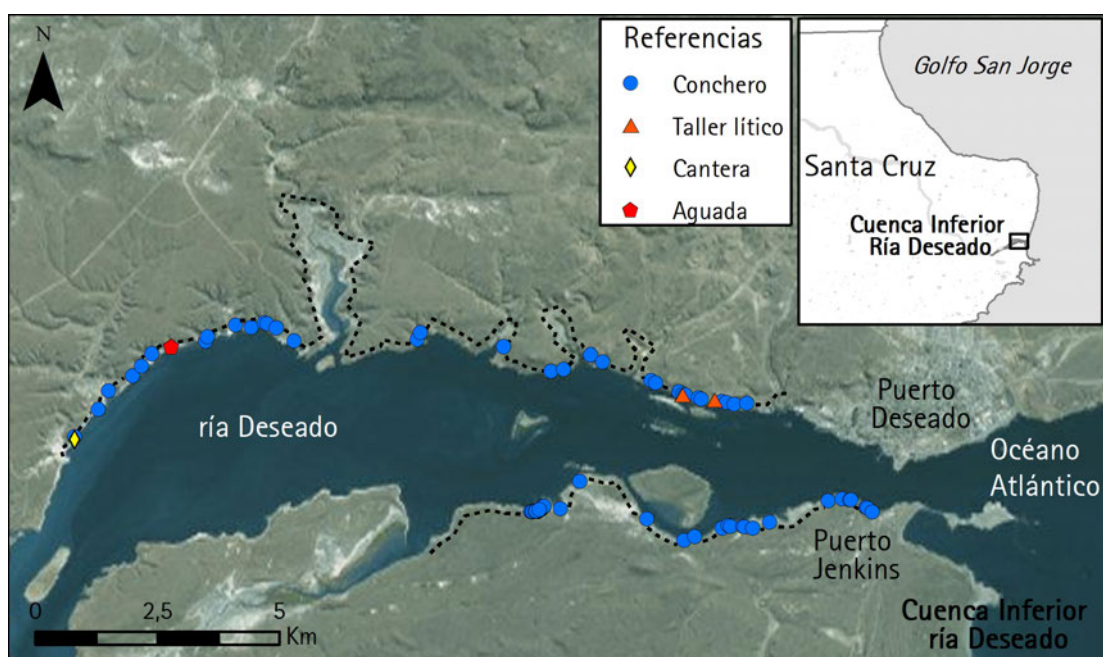 N
Referencias
Conchero
Taller lítico
Cantera
Aguada
Golfo San Jorge
Santa Cruz
Cuenca Inferior
Ría Deseado
ría Deseado
Puerto
Deseado
Océano
Atlántico
Puerto
Jenkins
Cuenca Inferior
ría Deseado
0 2,5 5
Km